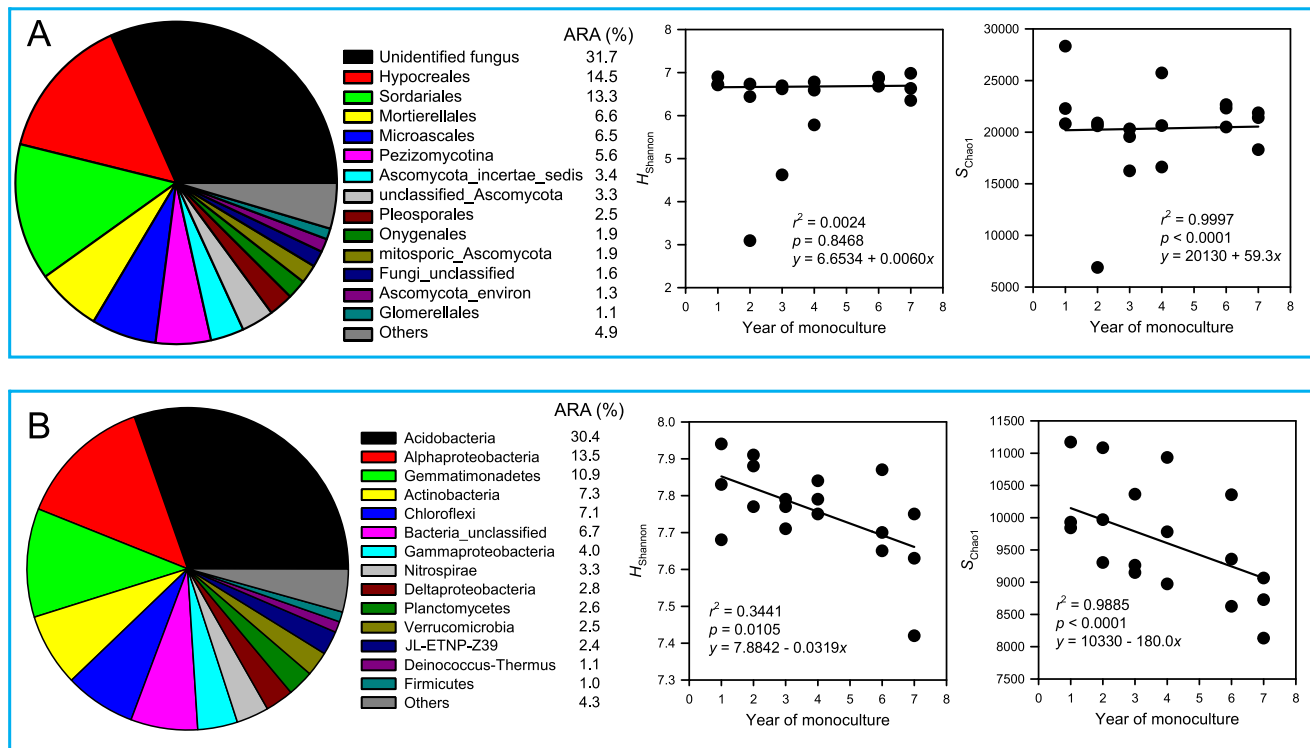 A
ARA (%)
Unidentified fungus 31.7
Hypocreales 14.5
Sordariales 13.3
Mortierellales 6.6
Microascales 6.5
Pezizomycotina 5.6
Ascomycota_incertae_sedis 3.4
unclassified_Ascomycota 3.3
Pleosporales 2.5
Onygenales 1.9
mitosporic_Ascomycota 1.9
Fungi_unclassified 1.6
Ascomycota_environ 1.3
Glomerellales 1.1
Others 4.9
H Shannon
8
7
6
5
4
3
2
r² = 0.0024
p = 0.8468
y = 6.6534 + 0.0060x
0 1 2 3 4 5 6 7 8
Year of monoculture
S Chao1
30000
25000
20000
15000
10000
5000
r² = 0.9997
p < 0.0001
y = 20130 + 59.3x
0 1 2 3 4 5 6 7 8
Year of monoculture
B
ARA (%)
Acidobacteria 30.4
Alphaproteobacteria 13.5
Gemmatimonadetes 10.9
Actinobacteria 7.3
Chloroflexi 7.1
Bacteria_unclassified 6.7
Gammaproteobacteria 4.0
Nitrospirae 3.3
Deltaproteobacteria 2.8
Planctomycetes 2.6
Verrucomicrobia 2.5
JL-ETNP-Z39 2.4
Deinococcus-Thermus 1.1
Firmicutes 1.0
Others 4.3
H Shannon
8.0
7.9
7.8
7.7
7.6
7.5
7.4
7.3
r² = 0.3441
p = 0.0105
y = 7.8842 - 0.0319x
0 1 2 3 4 5 6 7 8
Year of monoculture
S Chao1
11500
11000
10500
10000
9500
9000
8500
8000
7500
r² = 0.9885
p < 0.0001
y = 10330 - 180.0x
0 1 2 3 4 5 6 7 8
Year of monoculture